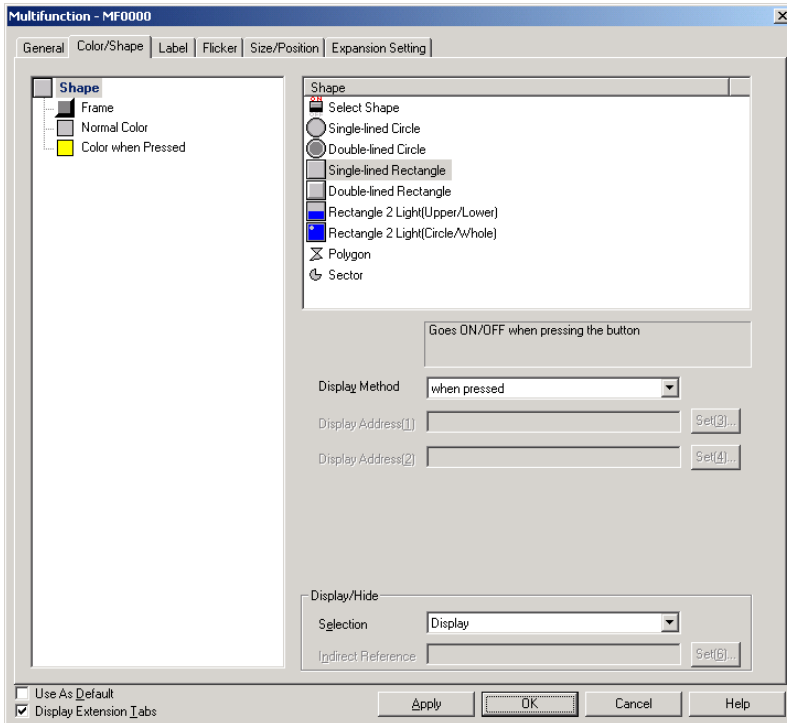 Multifunction - MF0000
General Color/Shape Label Flicker Size/Position Expansion Setting
Shape
Frame
Normal Color
Color when Pressed
Shape
Select Shape
Single-lined Circle
Double-lined Circle
Single-lined Rectangle
Double-lined Rectangle
Rectangle 2 Light(Upper/Lower)
Rectangle 2 Light(Circle/Whole)
Polygon
Sector
Goes ON/OFF when pressing the button
Display Method when pressed
Display Address(1) Set(3)...
Display Address(2) Set(4)...
Display/Hide
Selection Display
Indirect Reference Set(6)...
Use As Default
Display Extension Tabs
Apply OK Cancel Help